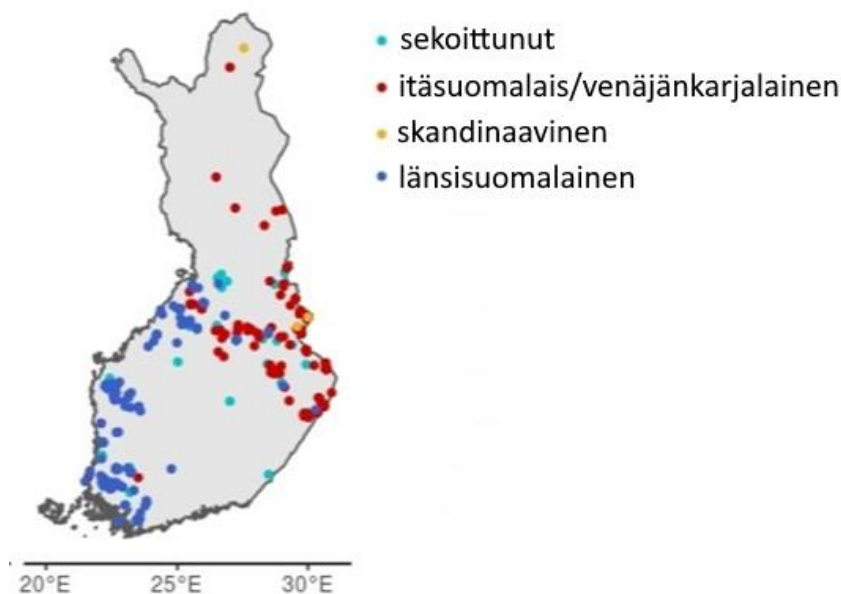 sekoittunut
itäsuomalais/venäjänkarjalainen
skandinaavinen
länsisuomalainen
20°E 25°E 30°E